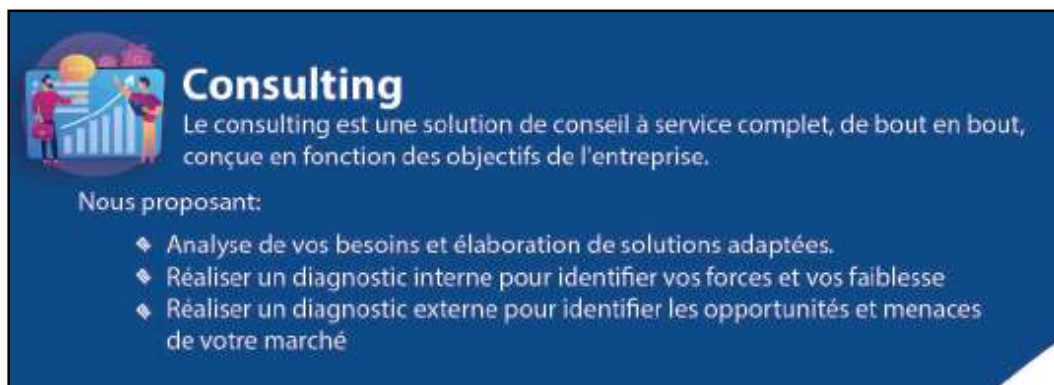 Consulting
Le consulting est une solution de conseil à service complet, de bout en bout,
conçue en fonction des objectifs de l'entreprise.
Nous proposant:
Analyse de vos besoins et élaboration de solutions adaptées.
Réaliser un diagnostic interne pour identifier vos forces et vos faiblesse
Réaliser un diagnostic externe pour identifier les opportunités et menaces
de votre marché